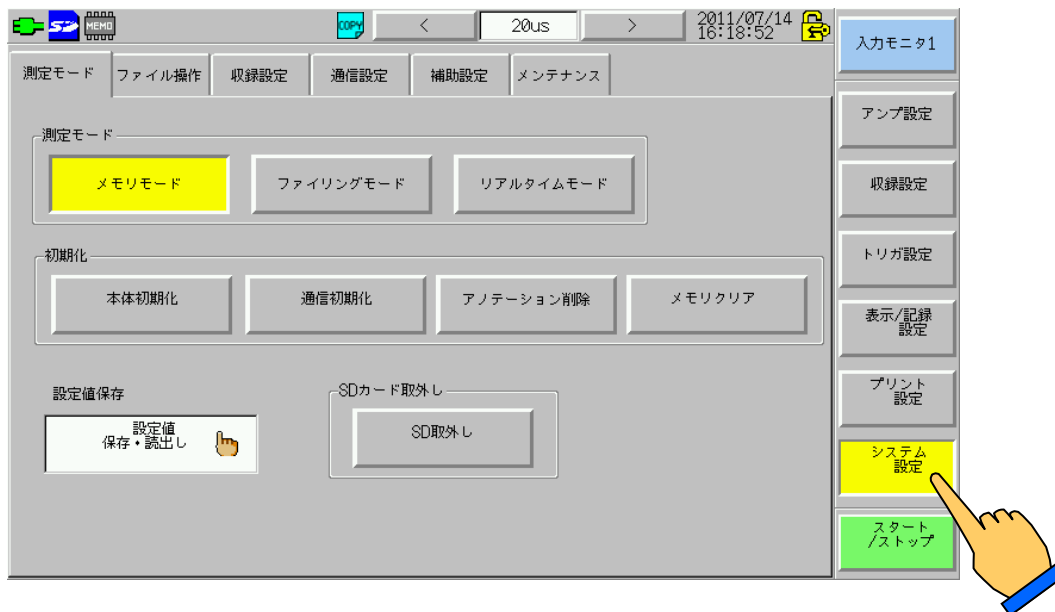 SD
MEMO
COPY
<
20us
>
2011/07/14
16:18:52
入力モニタ1
測定モード
ファイル操作
収録設定
通信設定
補助設定
メンテナンス
測定モード
メモリモード
ファイリングモード
リアルタイムモード
初期化
本体初期化
通信初期化
アノテーション削除
メモリクリア
設定値保存
設定値
保存・読出し
SDカード取外し
SD取外し
アンプ設定
収録設定
トリガ設定
表示/記録
設定
プリント
設定
システム
設定
スタート
/ストップ